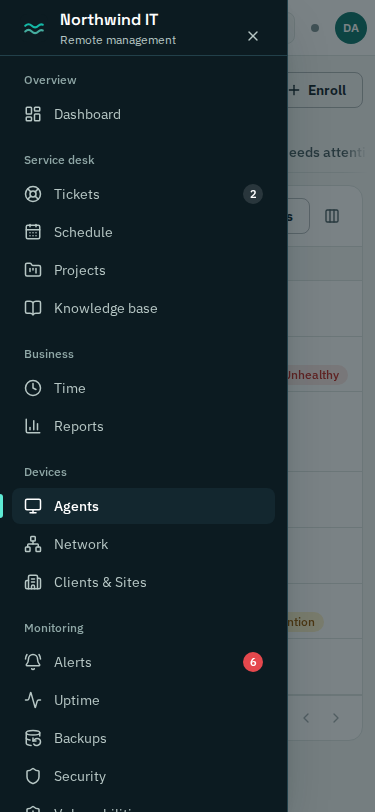 Northwind IT
Remote management
DA
Overview
Enroll
Dashboard
Service desk
Tickets
2
Schedule
Projects
Knowledge base
Business
Time
Unhealthy
Reports
Devices
Agents
Network
Clients & Sites
Monitoring
Alerts
6
Uptime
Backups
Security